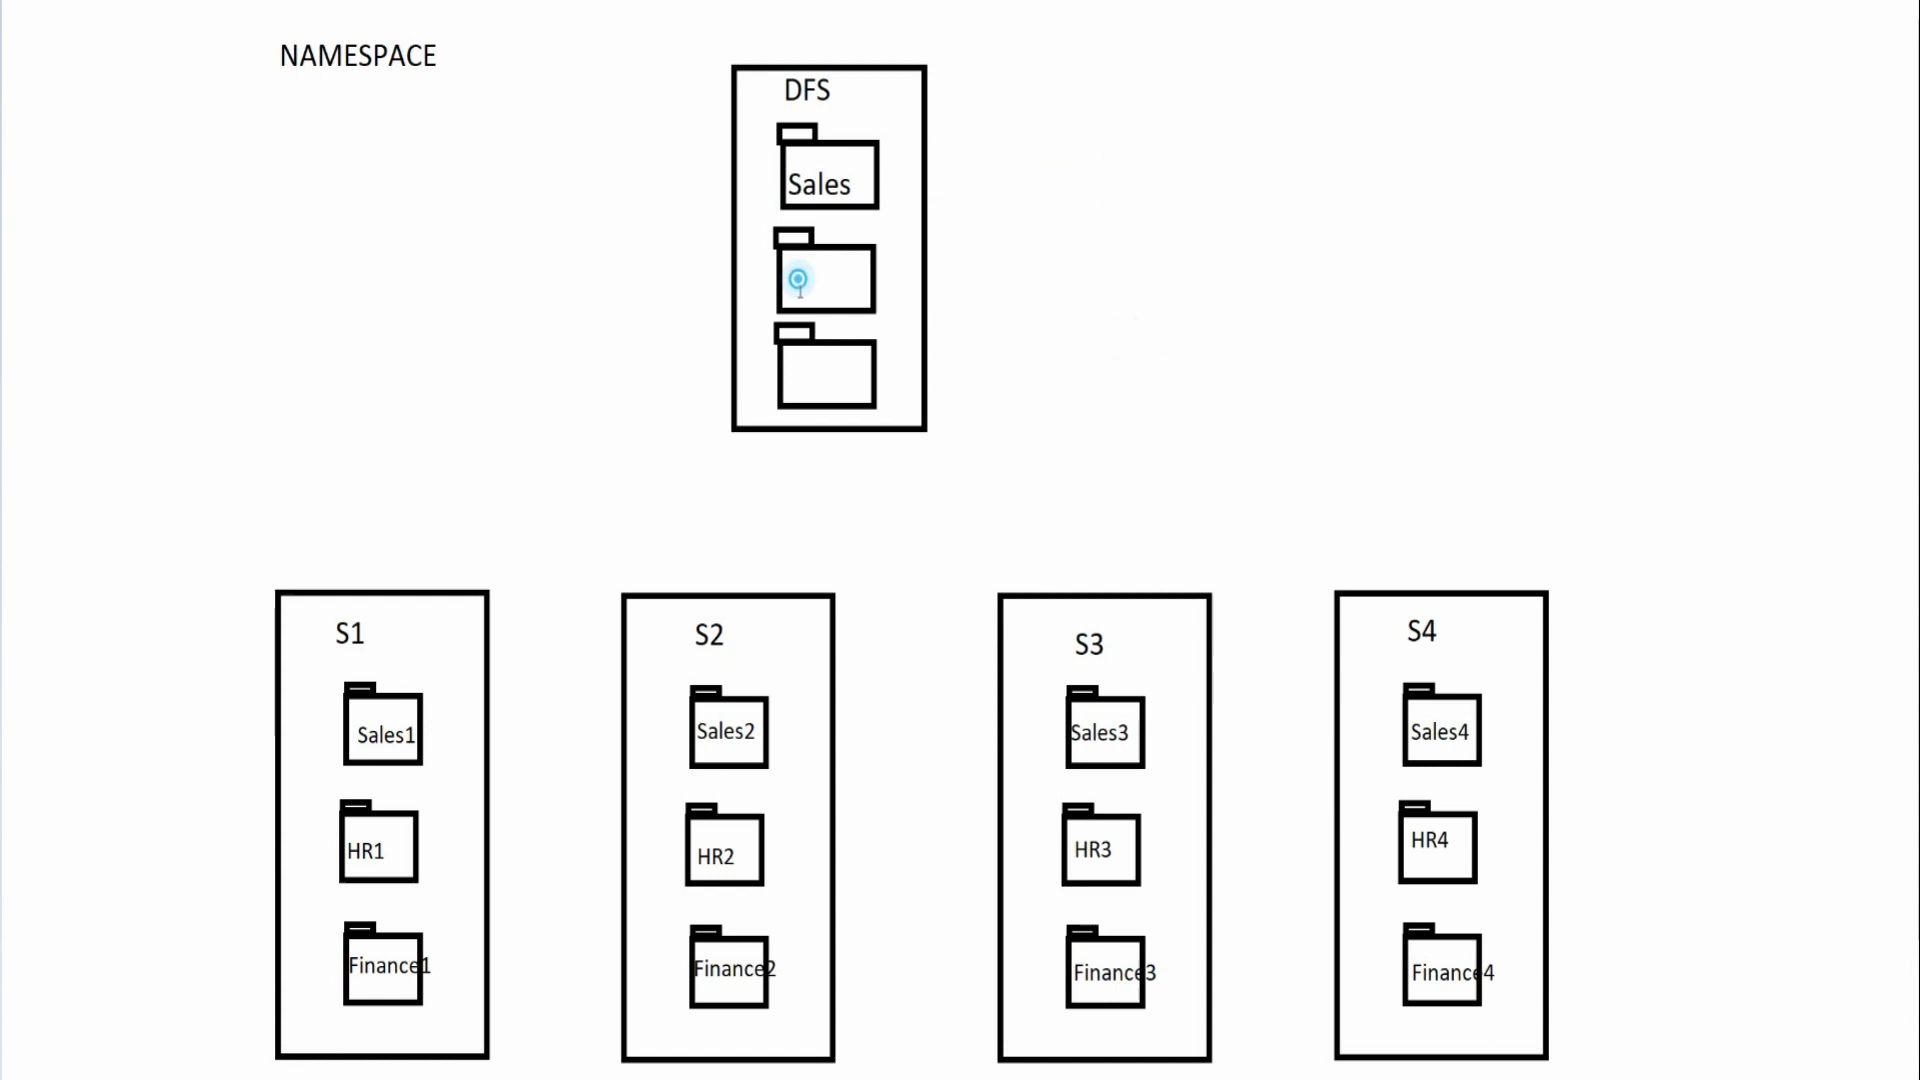 NAMESPACE
DFS
Sales
S1
Sales1
HR1
Finance1
S2
Sales2
HR2
Finance2
S3
Sales3
HR3
Finance3
S4
Sales4
HR4
Finance4